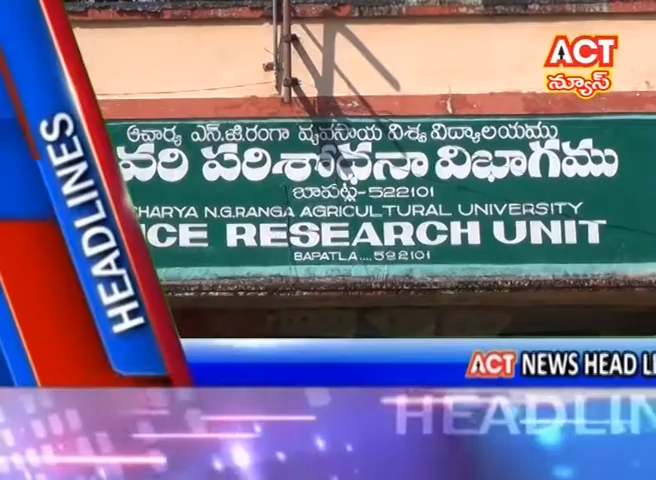 ACT
న్యూస్
HEADLINES
ఆచార్య ఎన్.జి.రంగా వ్యవసాయ విశ్వ విద్యాలయము
వరి పరిశోధనా విభాగము
బాపట్ల-522101
CHARYA N.G.RANGA AGRICULTURAL UNIVERSITY
ICE RESEARCH UNIT
BAPATLA....522101
ACT NEWS HEAD
HEADLIN